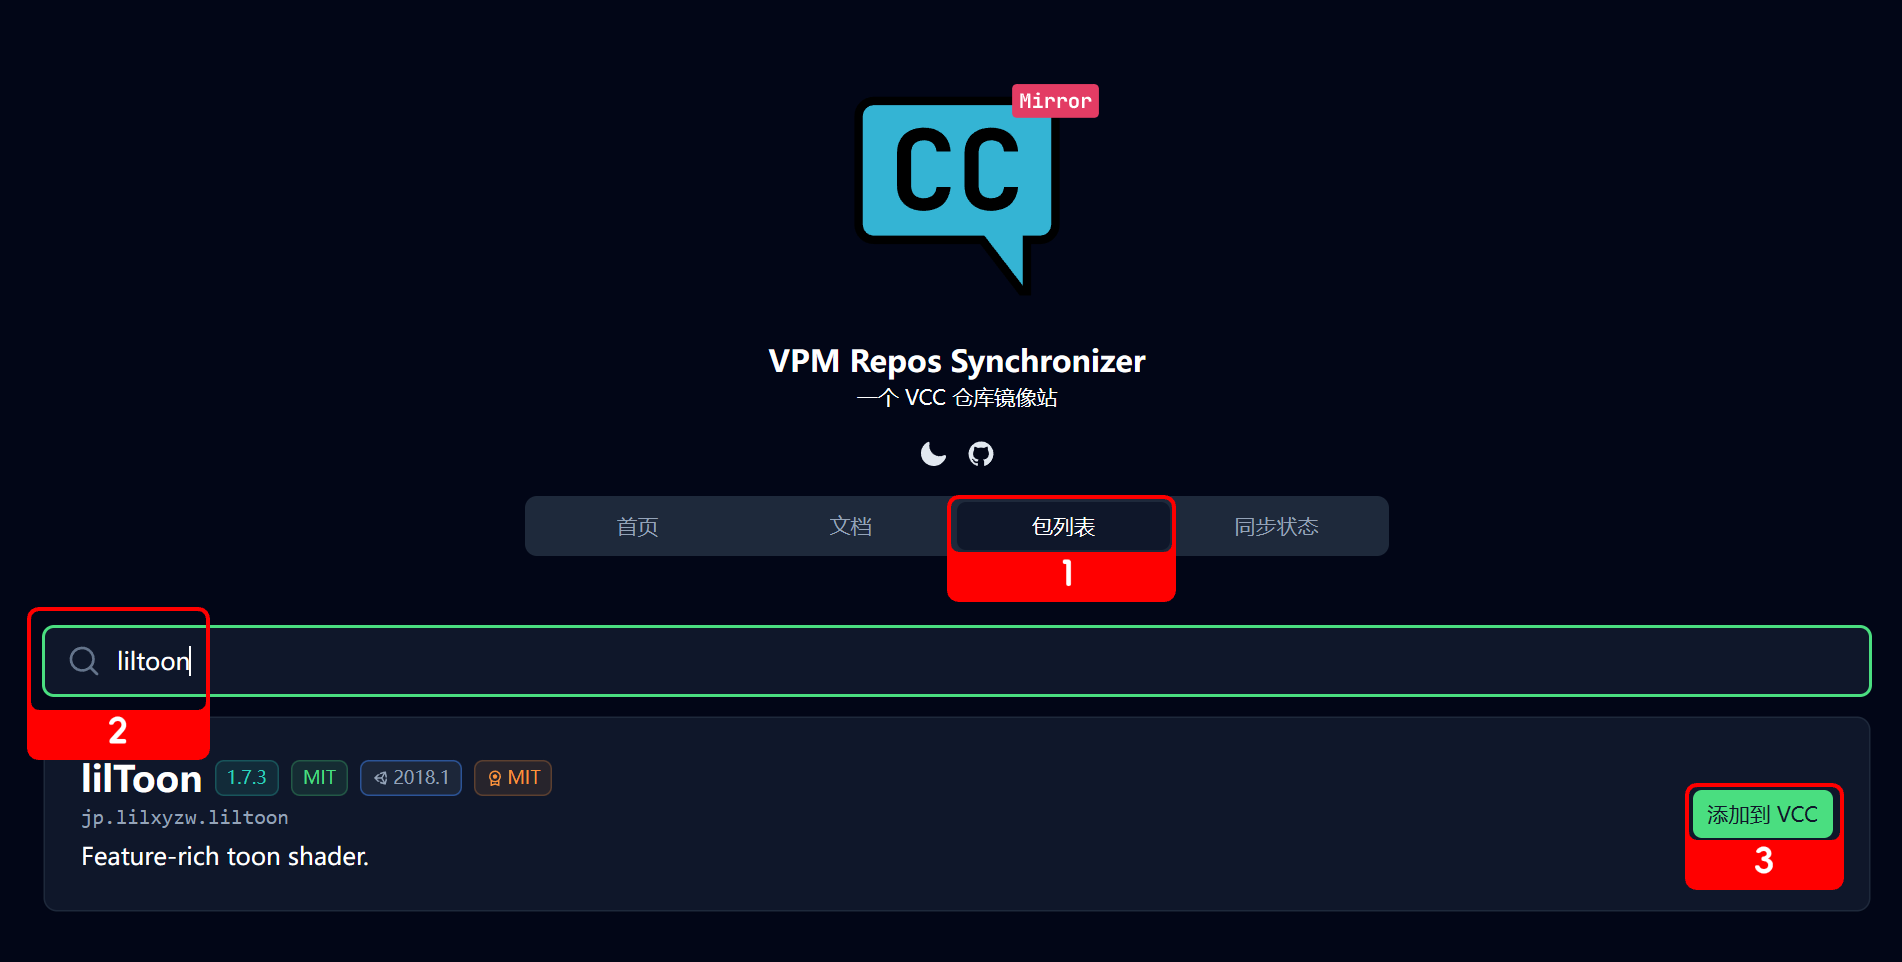 Mirror
CC
VPM Repos Synchronizer
一个 VCC 仓库镜像站
首页 文档 包列表 同步状态
1
liltoon
2
lilToon 1.7.3 MIT 2018.1 MIT
jp.lilxyzw.liltoon
添加到 VCC
Feature-rich toon shader.
3